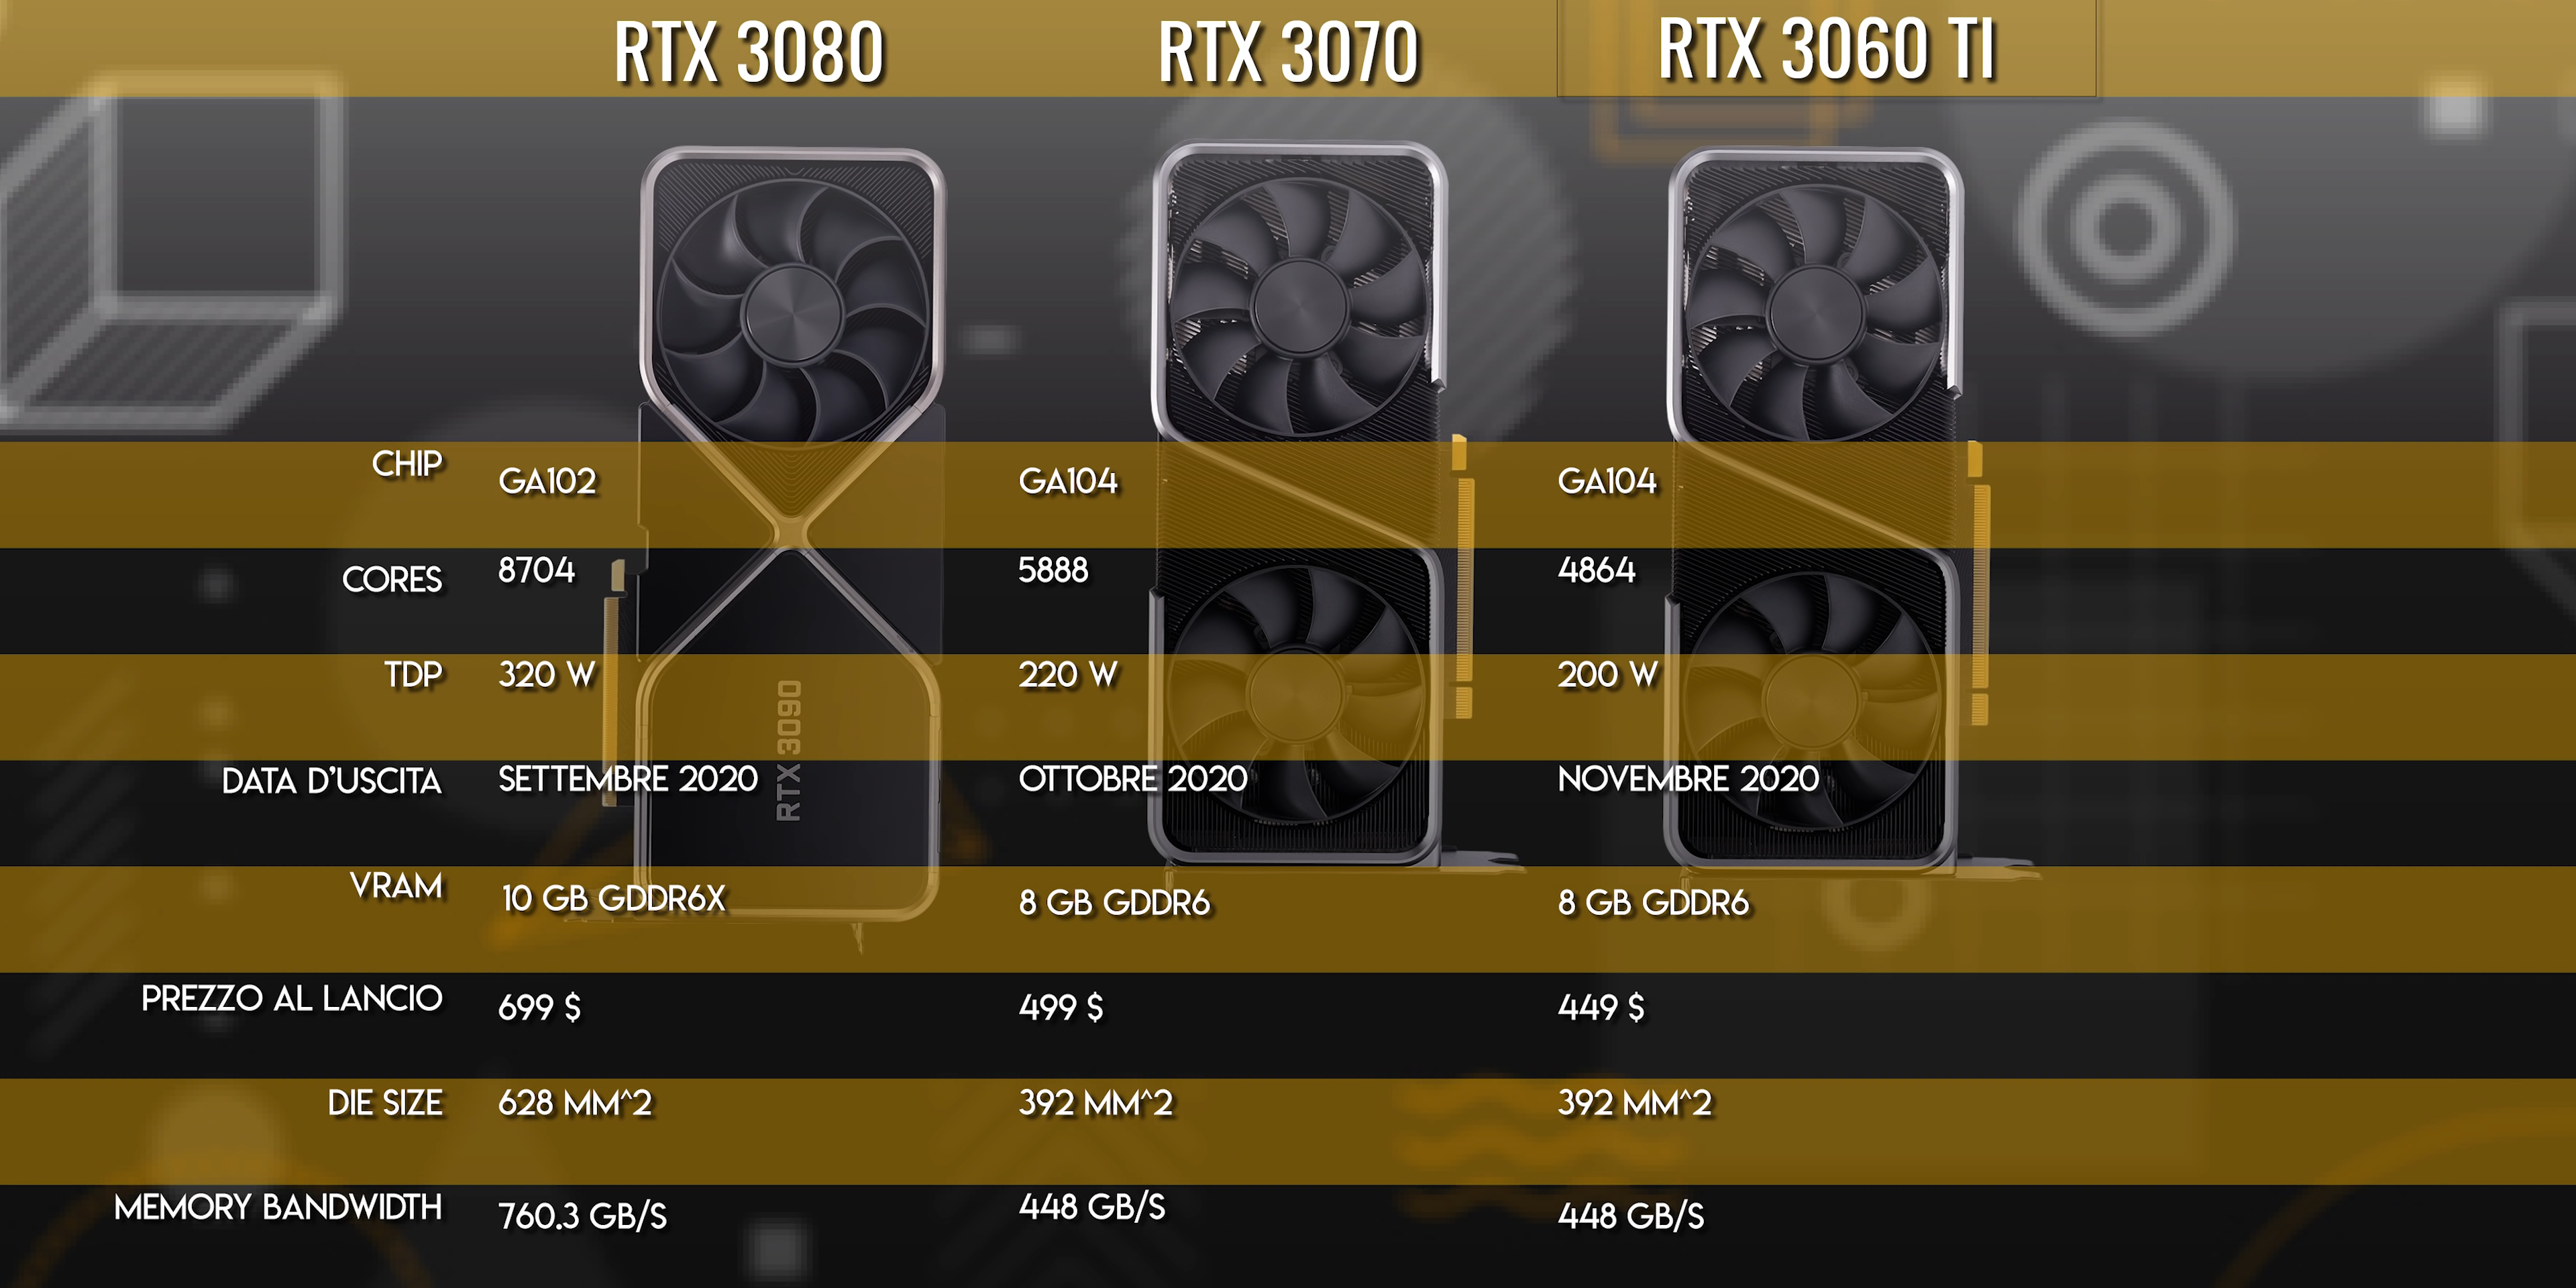 RTX 3080 RTX 3070 RTX 3060 TI
CHIP GA102 GA104 GA104
CORES 8704 5888 4864
TDP 320 W 220 W 200 W
RTX 3090
DATA D'USCITA SETTEMBRE 2020 OTTOBRE 2020 NOVEMBRE 2020
VRAM 10 GB GDDR6X 8 GB GDDR6 8 GB GDDR6
PREZZO AL LANCIO 699 $ 499 $ 449 $
DIE SIZE 628 MM^2 392 MM^2 392 MM^2
MEMORY BANDWIDTH 760.3 GB/S 448 GB/S 448 GB/S